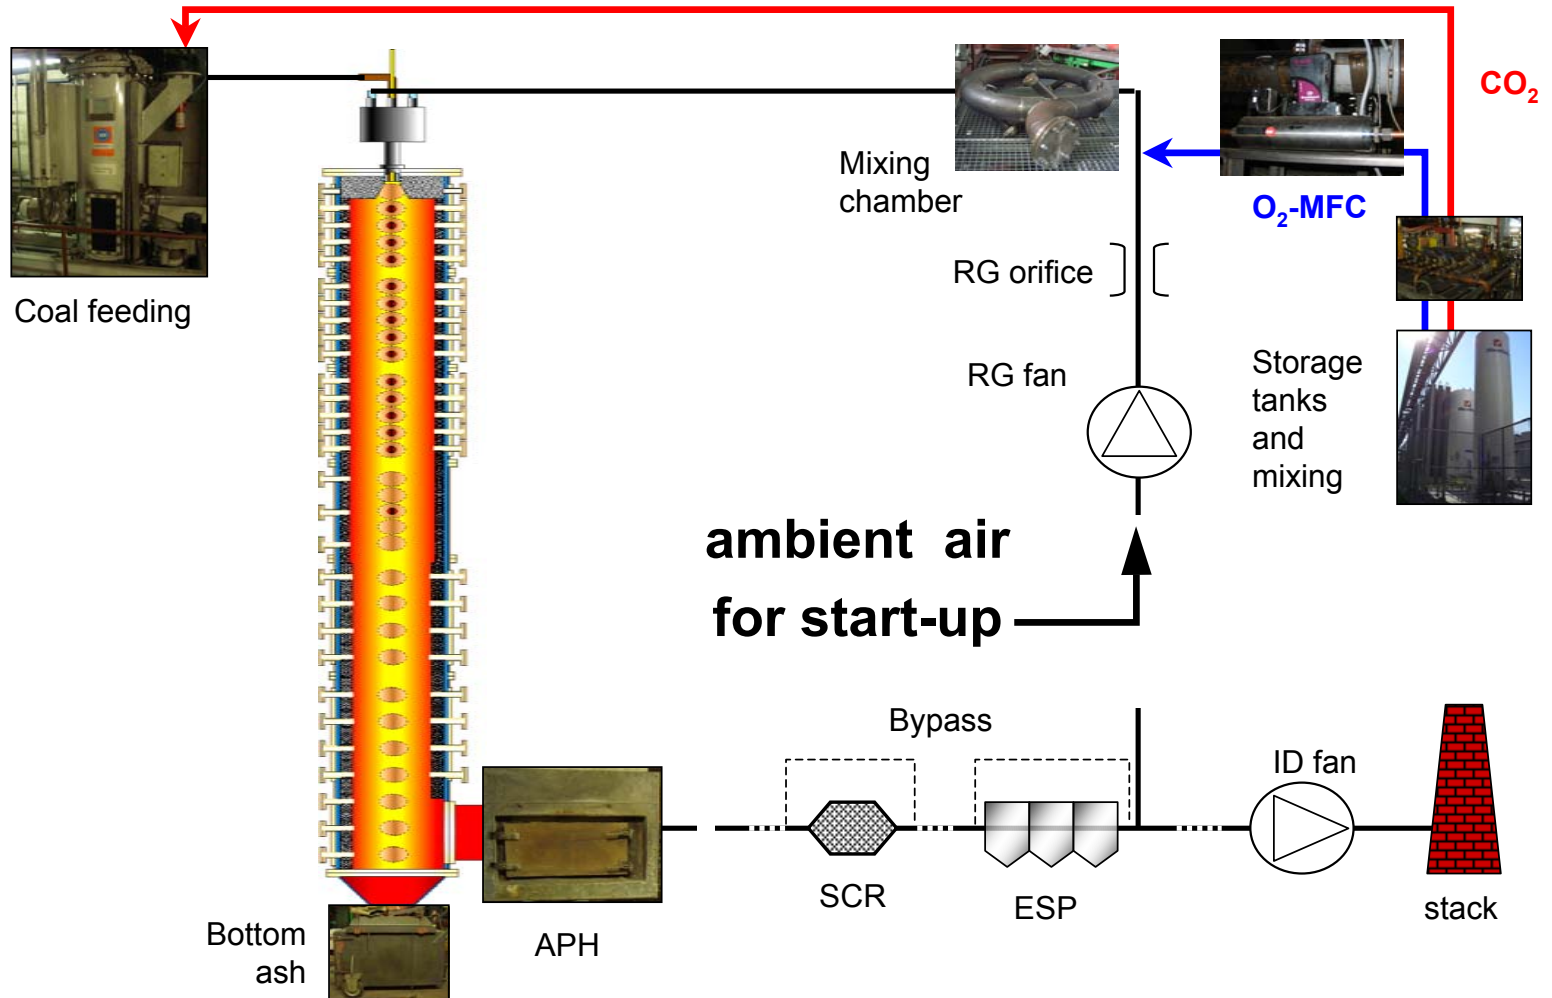 CO₂
Mixing
chamber
O₂-MFC
RG orifice
Coal feeding
RG fan
Storage
tanks
and
mixing
ambient air
for start-up
Bypass
ID fan
SCR
ESP
stack
Bottom
ash
APH